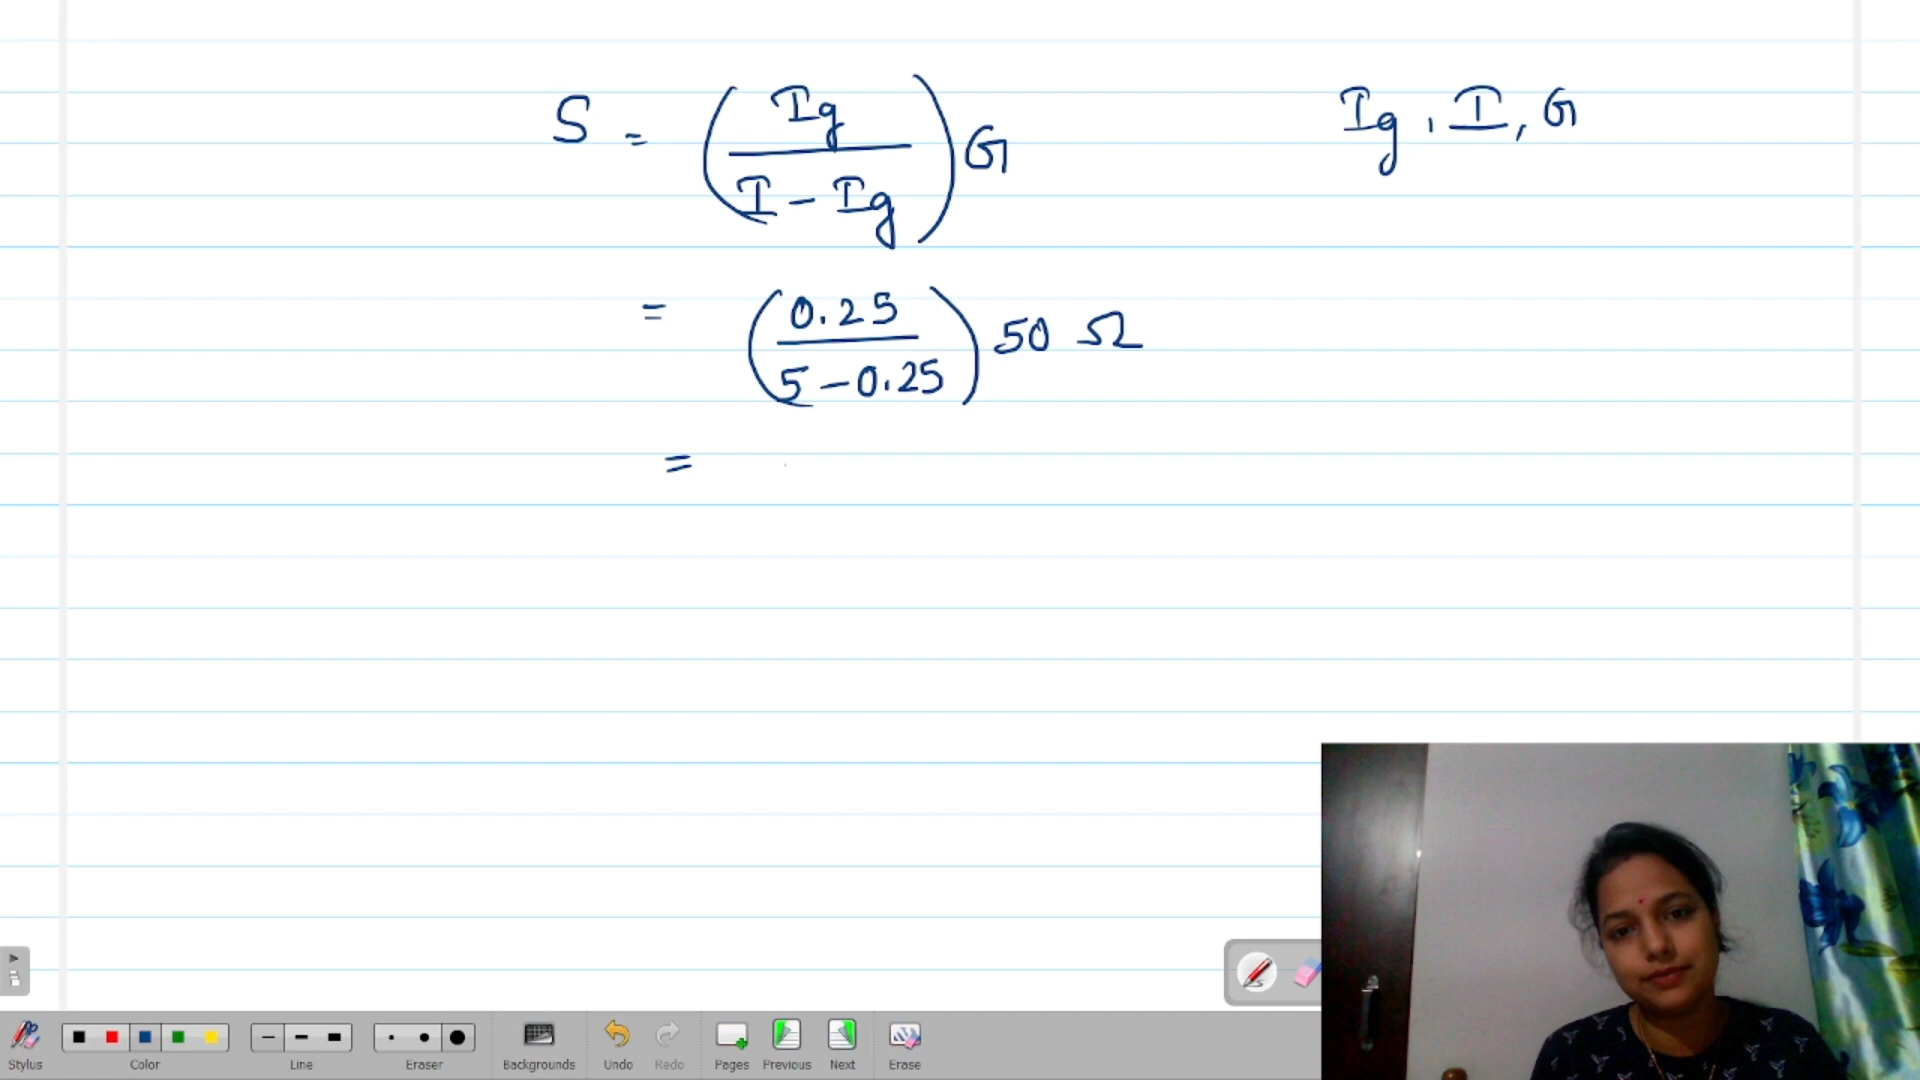 S = (Ig / I - Ig) G
Ig, I, G
= (0.25 / 5 - 0.25) 50 Ω
=
Stylus Color Line Eraser Backgrounds Undo Redo Pages Previous Next Erase